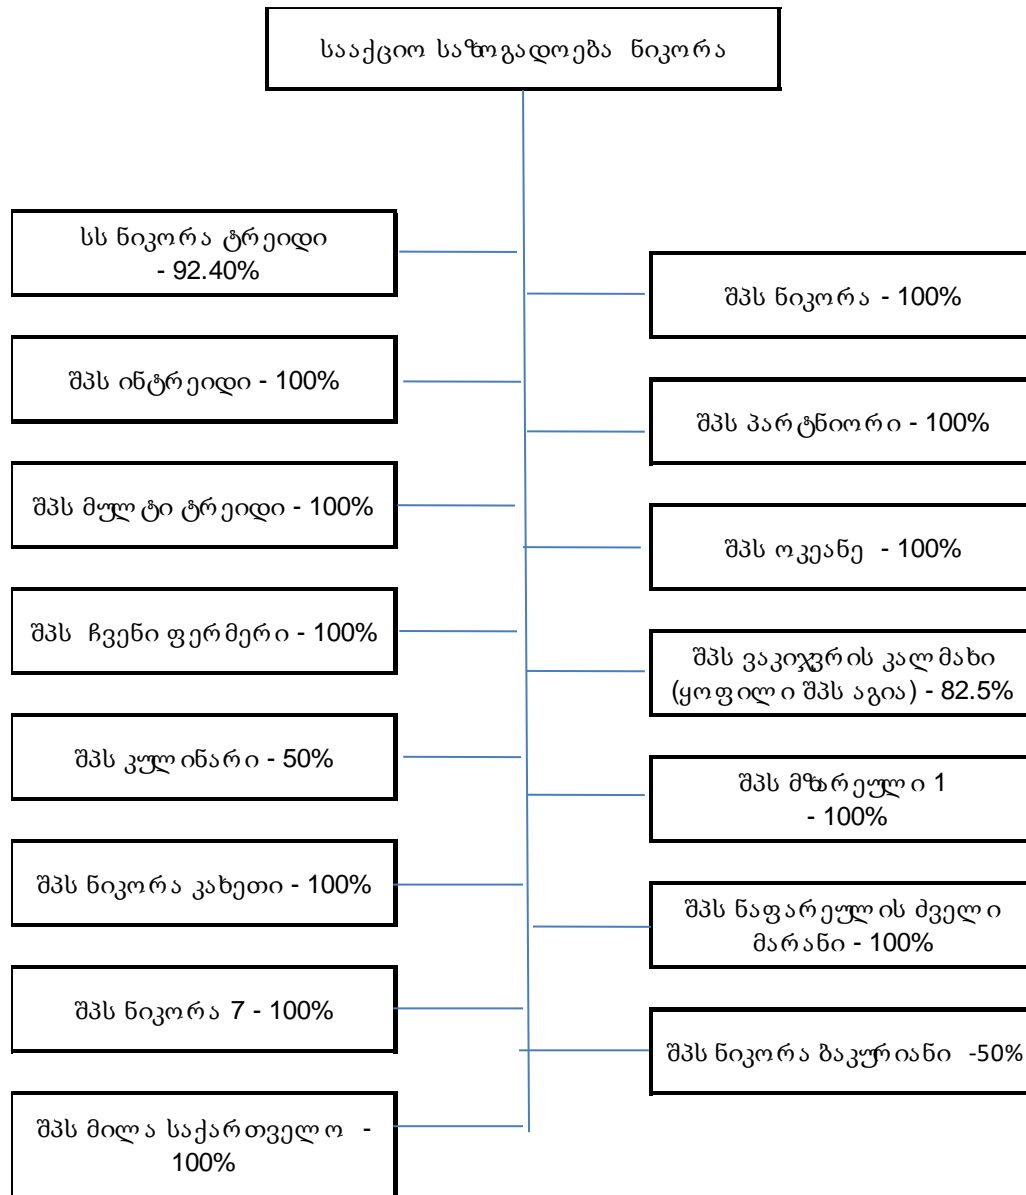 სააქციო საზოგადოება ნიკორა
სს ნიკორა ტრეიდი
- 92.40%
შპს ნიკორა - 100%
შპს ინტრეიდი - 100%
შპს პარტნიორი - 100%
შპს მულტი ტრეიდი - 100%
შპს ოკეანე - 100%
შპს ჩვენი ფერმერი - 100%
შპს ვაკიჯვრის კალმახი
(ყოფილი შპს აგია) - 82.5%
შპს კულინარი - 50%
შპს მზარეული 1
- 100%
შპს ნიკორა კახეთი - 100%
შპს ნაფარეულის ძველი
მარანი - 100%
შპს ნიკორა 7 - 100%
შპს ნიკორა ბაკურიანი -50%
შპს მილა საქართველო -
100%